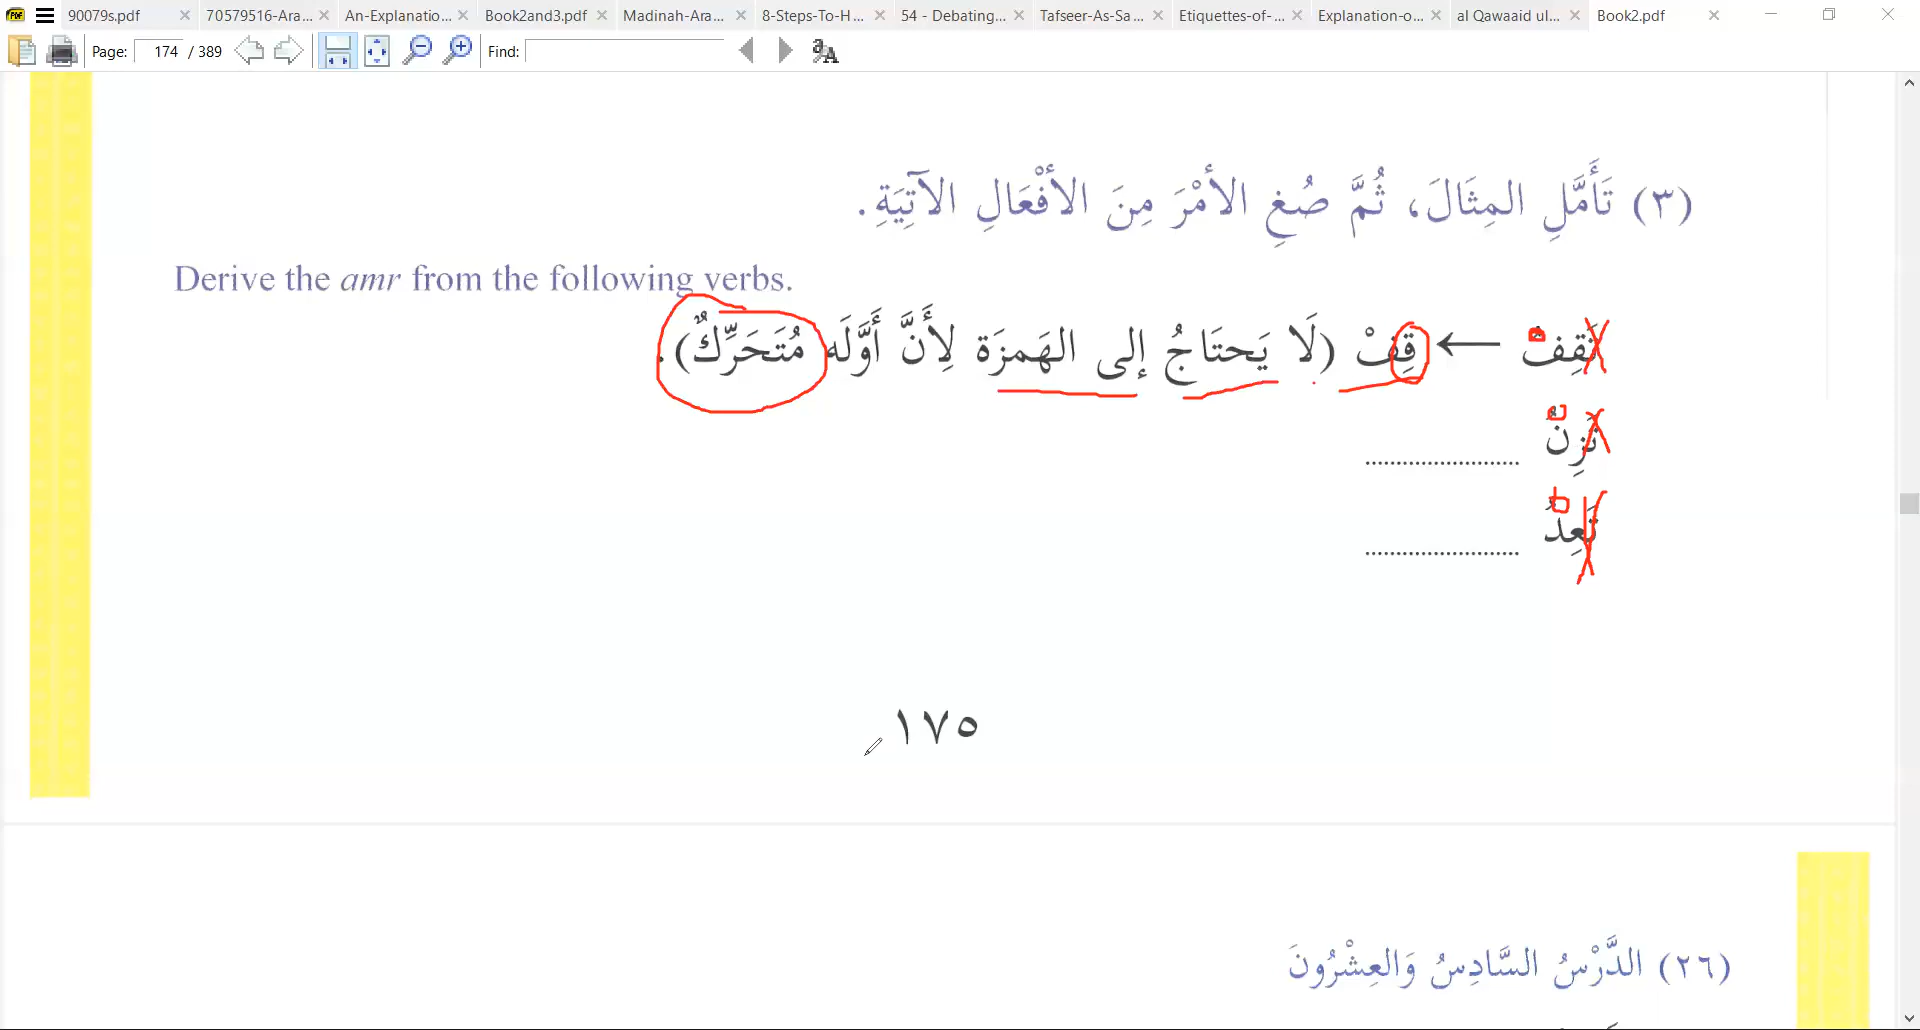 90079s.pdf 70579516-Ara... An-Explanatio... Book2and3.pdf Madinah-Ara... 8-Steps-To-H... 54 - Debating... Tafseer-As-Sa... Etiquettes-of-... Explanation-o... al Qawaaid ul... Book2.pdf
Page: 174 / 389 Find:
(٣) تَأَمَّلِ المِثَالَ، ثُمَّ صُغِ الأمْرَ مِنَ الأفْعَالِ الآتِيَةِ.
Derive the amr from the following verbs.
تَقِفُ ← قِفْ (لَا يَحتَاجُ إلى الهَمزَة لِأَنَّ أَوَّلَه مُتَحَرِّكٌ).
تَزِنُ ........................
تَعِدُ ........................
١٧٥
(٢٦) الدَّرْسُ السَّادِسُ وَالعِشْرُونَ